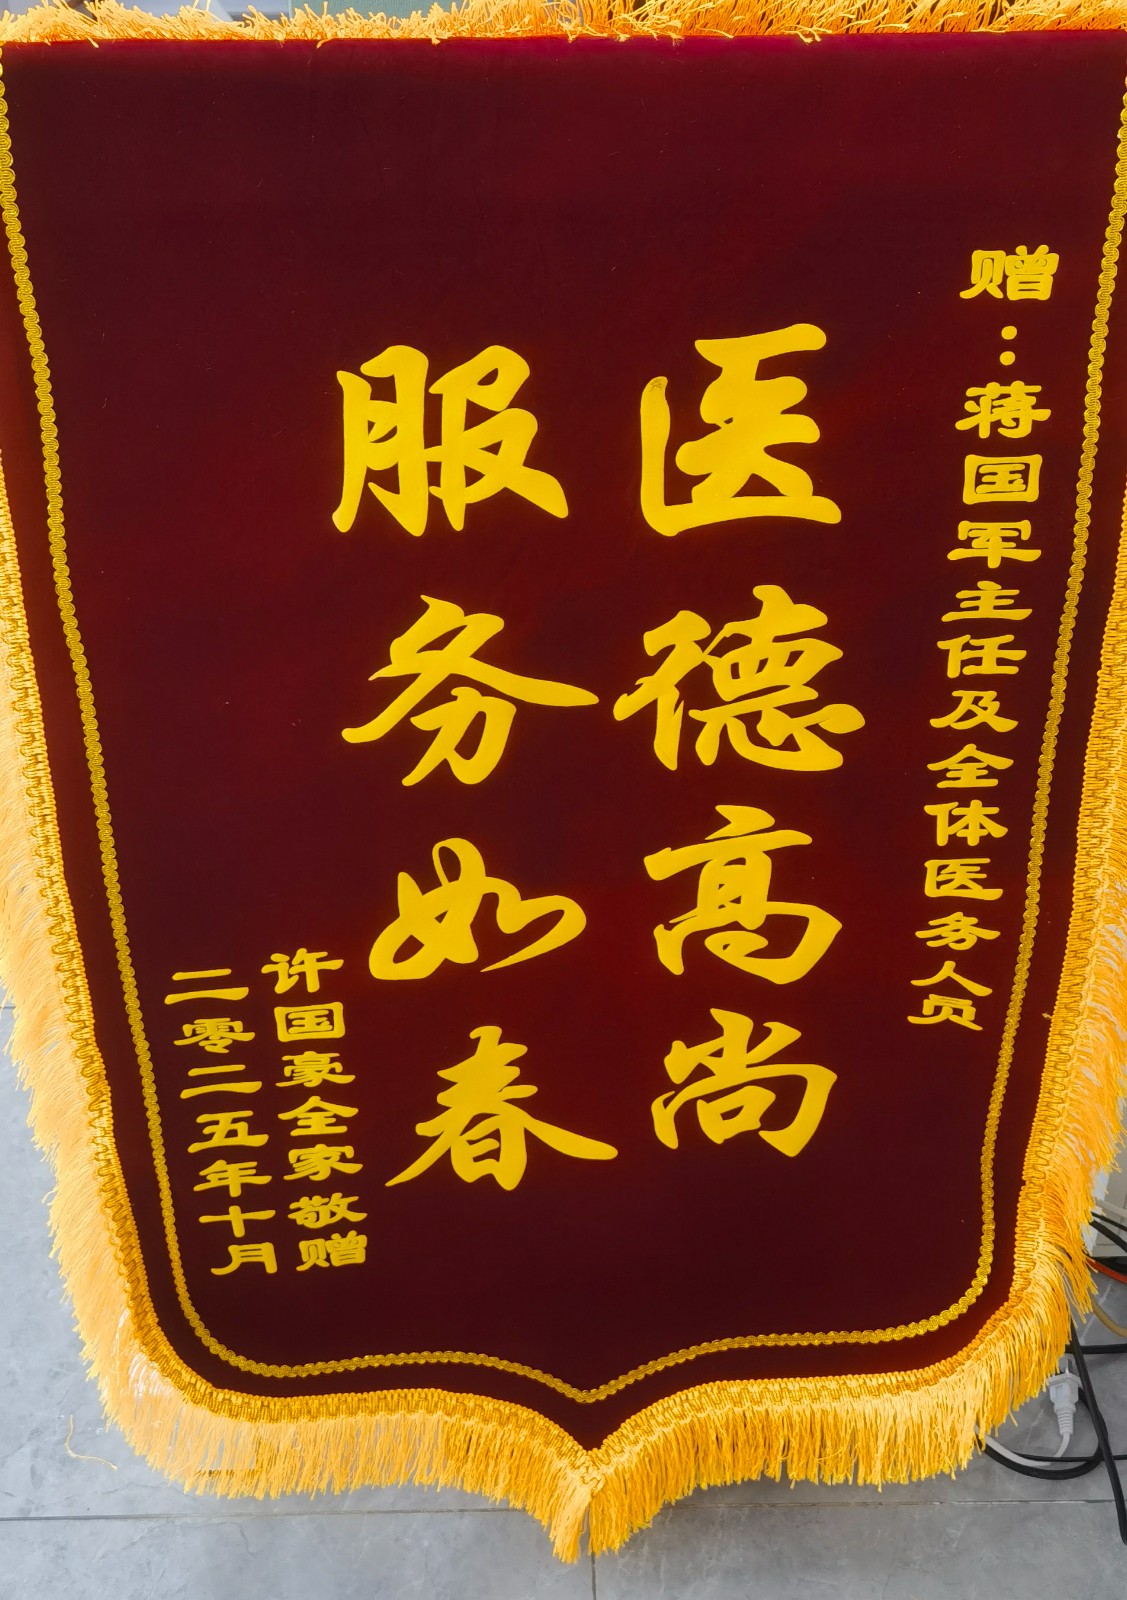 赠:蒋国军主任及全体医务人员
医德高尚
服务如春
许国豪全家敬赠
二零二五年十月